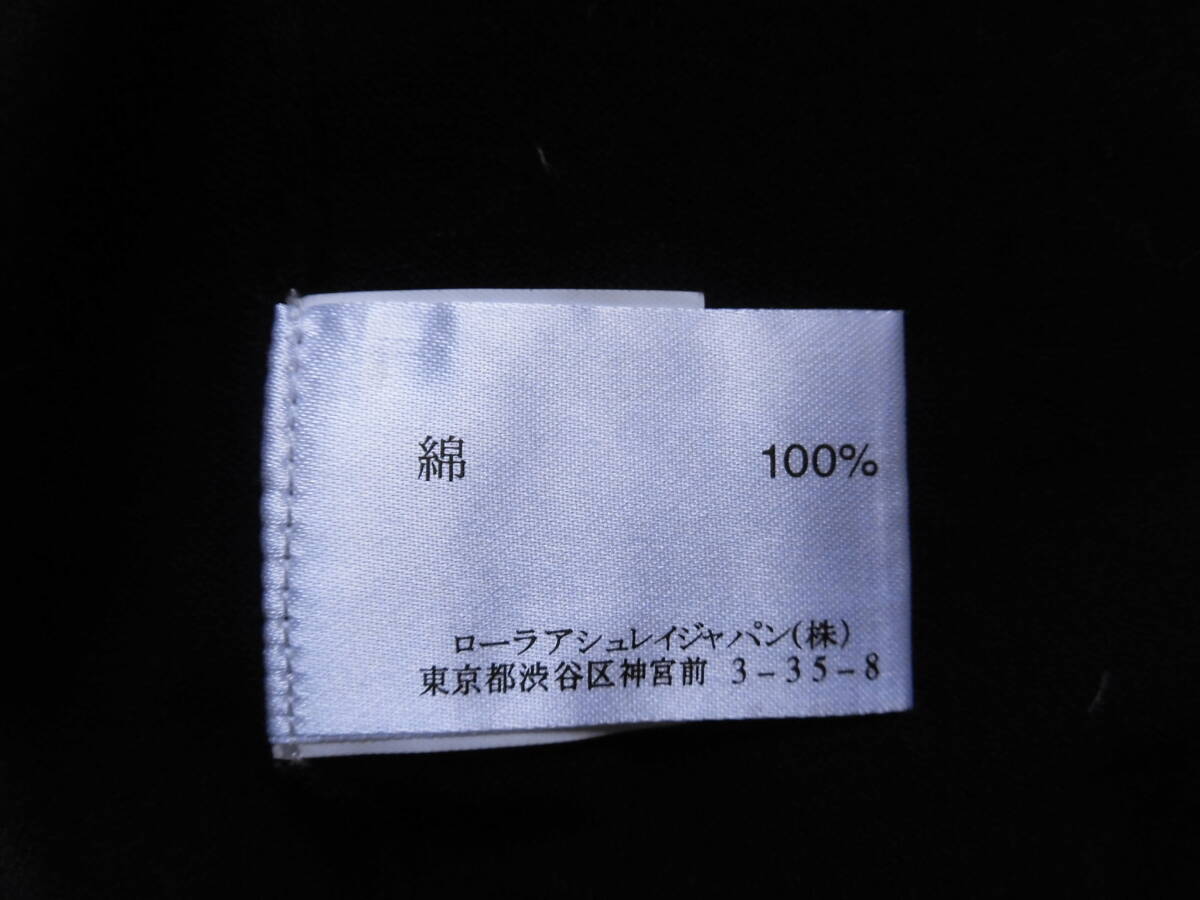 綿 100%
ローラアシュレイジャパン(株)
東京都渋谷区神宮前 3-35-8